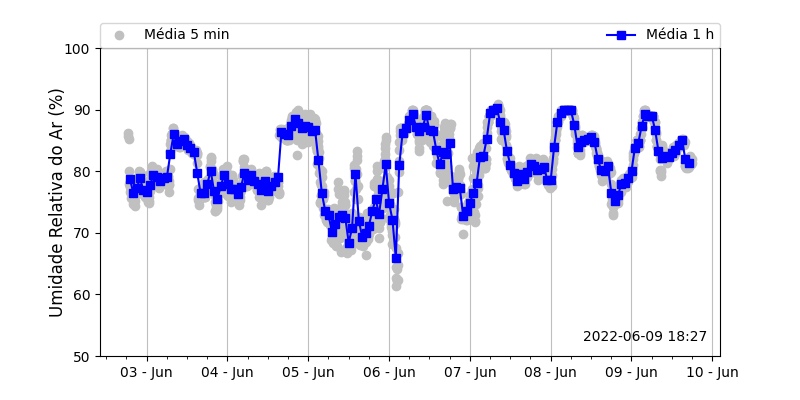 Média 5 min
Média 1 h
100
90
80
70
60
50
Umidade Relativa do Ar (%)
2022-06-09 18:27
03 - Jun
04 - Jun
05 - Jun
06 - Jun
07 - Jun
08 - Jun
09 - Jun
10 - Jun